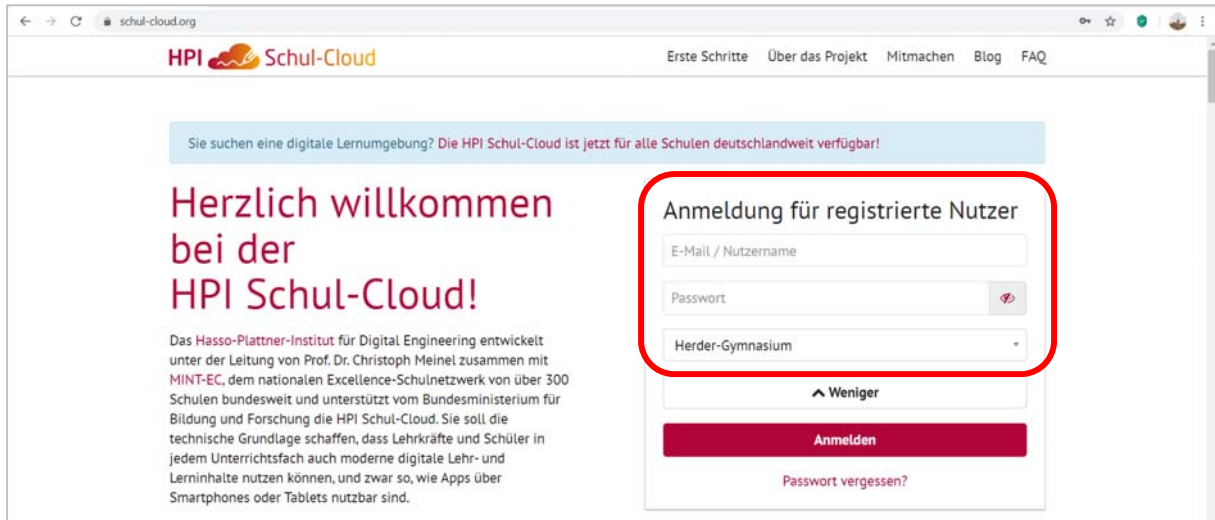 schul-cloud.org
HPI Schul-Cloud
Erste Schritte Über das Projekt Mitmachen Blog FAQ
Sie suchen eine digitale Lernumgebung? Die HPI Schul-Cloud ist jetzt für alle Schulen deutschlandweit verfügbar!
Herzlich willkommen
bei der
HPI Schul-Cloud!
Das Hasso-Plattner-Institut für Digital Engineering entwickelt
unter der Leitung von Prof. Dr. Christoph Meinel zusammen mit
MINT-EC, dem nationalen Excellence-Schulnetzwerk von über 300
Schulen bundesweit und unterstützt vom Bundesministerium für
Bildung und Forschung die HPI Schul-Cloud. Sie soll die
technische Grundlage schaffen, dass Lehrkräfte und Schüler in
jedem Unterrichtsfach auch moderne digitale Lehr- und
Lerninhalte nutzen können, und zwar so, wie Apps über
Smartphones oder Tablets nutzbar sind.
Anmeldung für registrierte Nutzer
E-Mail / Nutzername
Passwort
Herder-Gymnasium
Weniger
Anmelden
Passwort vergessen?